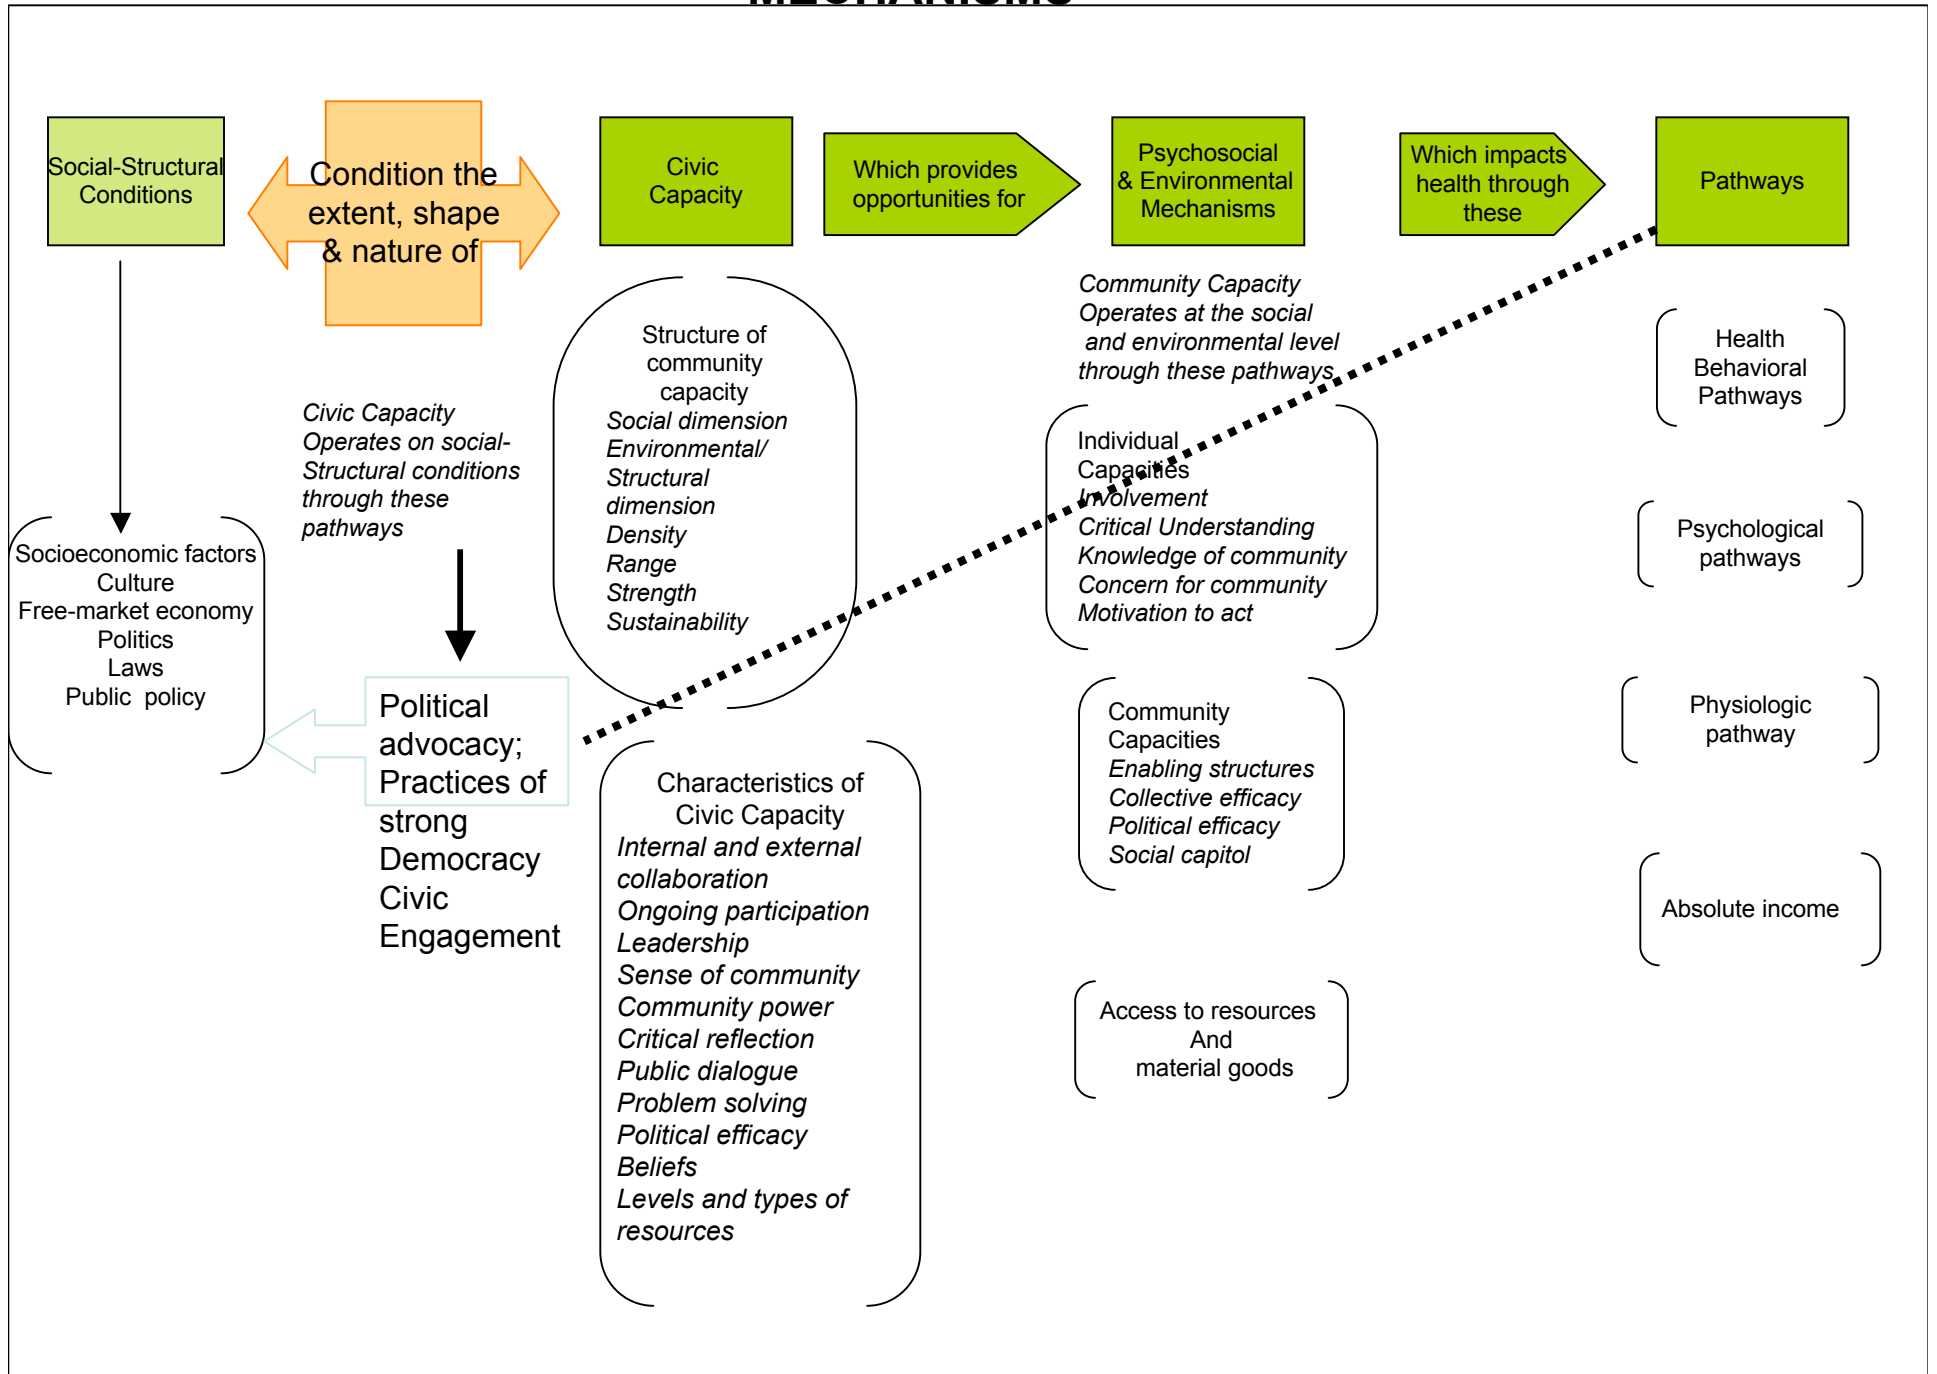 MECHANISMS
Social-Structural
Conditions
Condition the
extent, shape
& nature of
Civic
Capacity
Which provides
opportunities for
Psychosocial
& Environmental
Mechanisms
Which impacts
health through
these
Pathways
Socioeconomic factors
Culture
Free-market economy
Politics
Laws
Public policy
Civic Capacity
Operates on social-
Structural conditions
through these
pathways
Political
advocacy;
Practices of
strong
Democracy
Civic
Engagement
Structure of
community
capacity
Social dimension
Environmental/
Structural
dimension
Density
Range
Strength
Sustainability
Characteristics of
Civic Capacity
Internal and external
collaboration
Ongoing participation
Leadership
Sense of community
Community power
Critical reflection
Public dialogue
Problem solving
Political efficacy
Beliefs
Levels and types of
resources
Community Capacity
Operates at the social
and environmental level
through these pathways
Individual
Capacities
Involvement
Critical Understanding
Knowledge of community
Concern for community
Motivation to act
Community
Capacities
Enabling structures
Collective efficacy
Political efficacy
Social capitol
Access to resources
And
material goods
Health
Behavioral
Pathways
Psychological
pathways
Physiologic
pathway
Absolute income